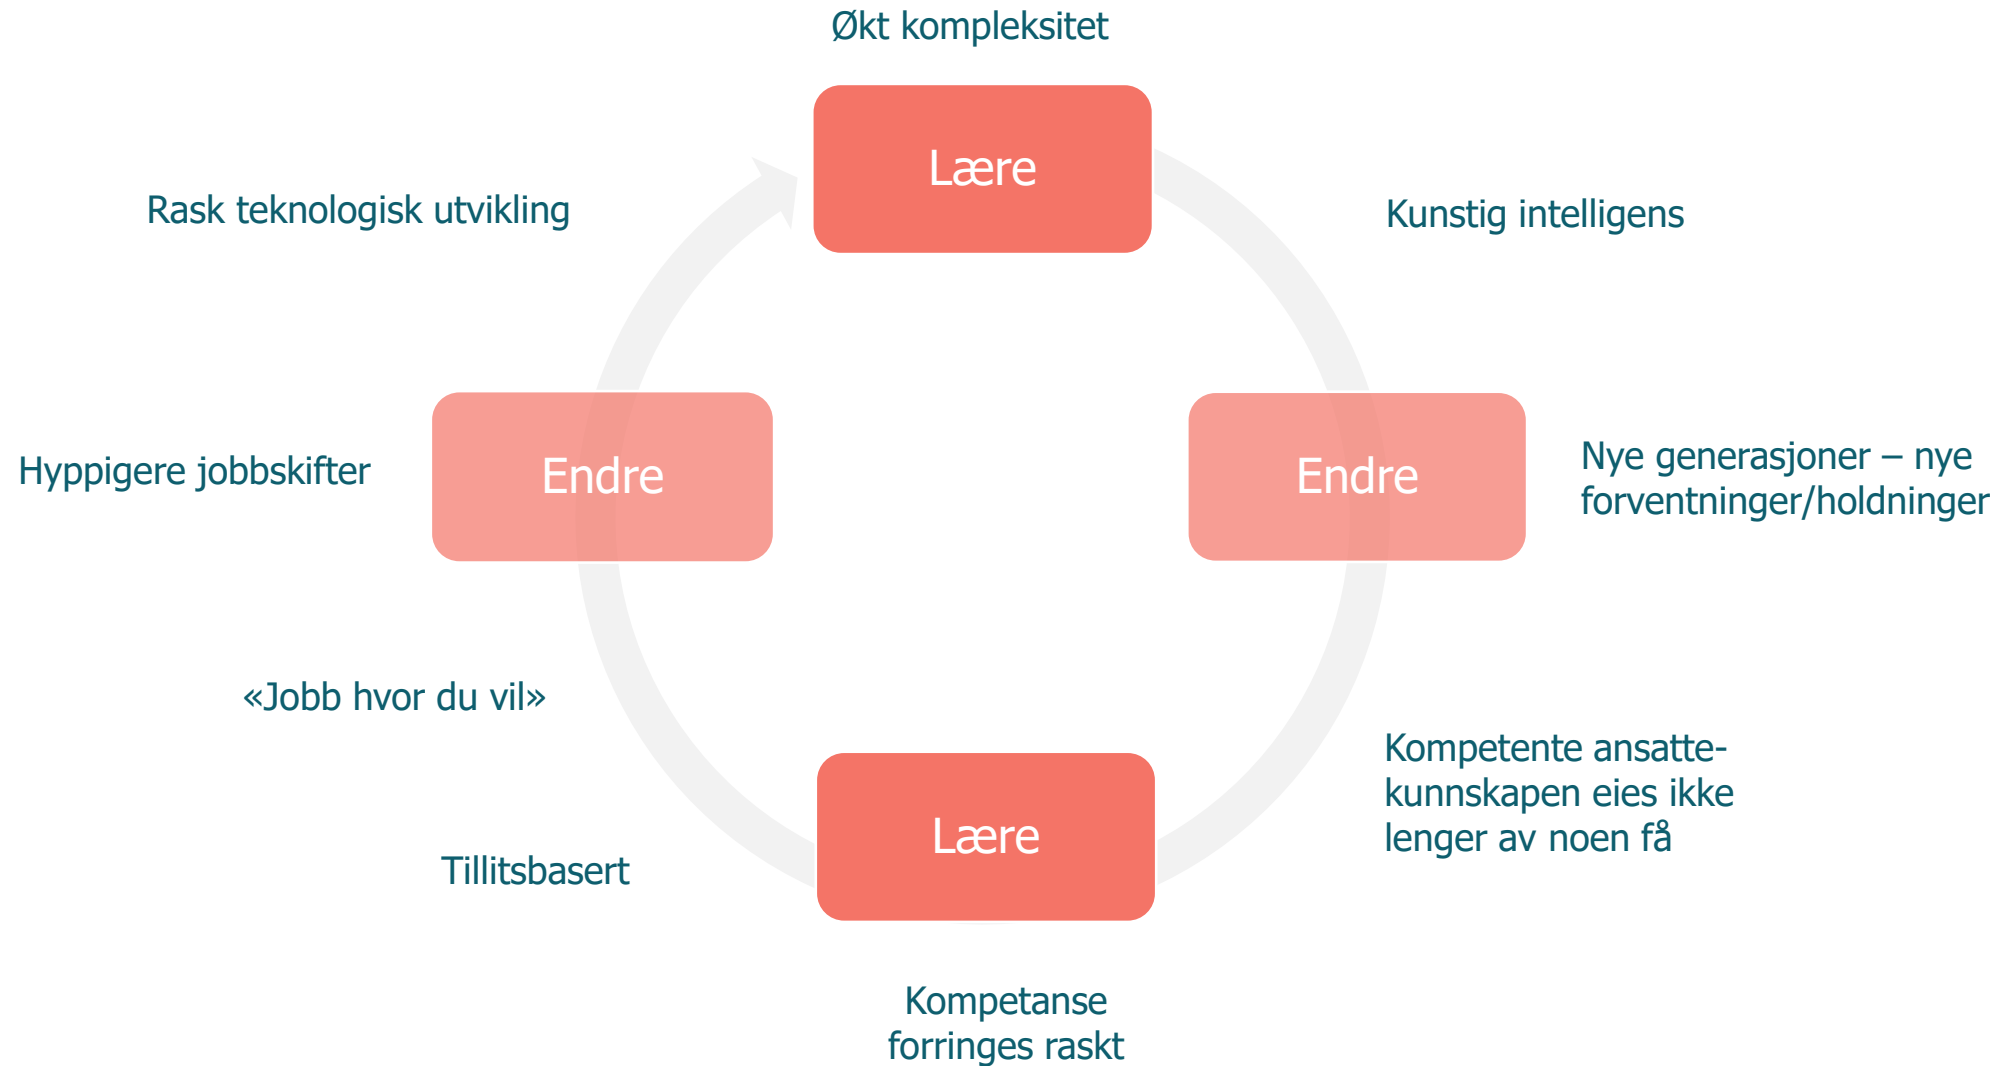 Økt kompleksitet
Lære
Rask teknologisk utvikling
Kunstig intelligens
Hyppigere jobbskifter
Endre
Endre
Nye generasjoner – nye
forventninger/holdninger
«Jobb hvor du vil»
Kompetente ansatte-
kunnskapen eies ikke
lenger av noen få
Lære
Tillitsbasert
Kompetanse
forringes raskt